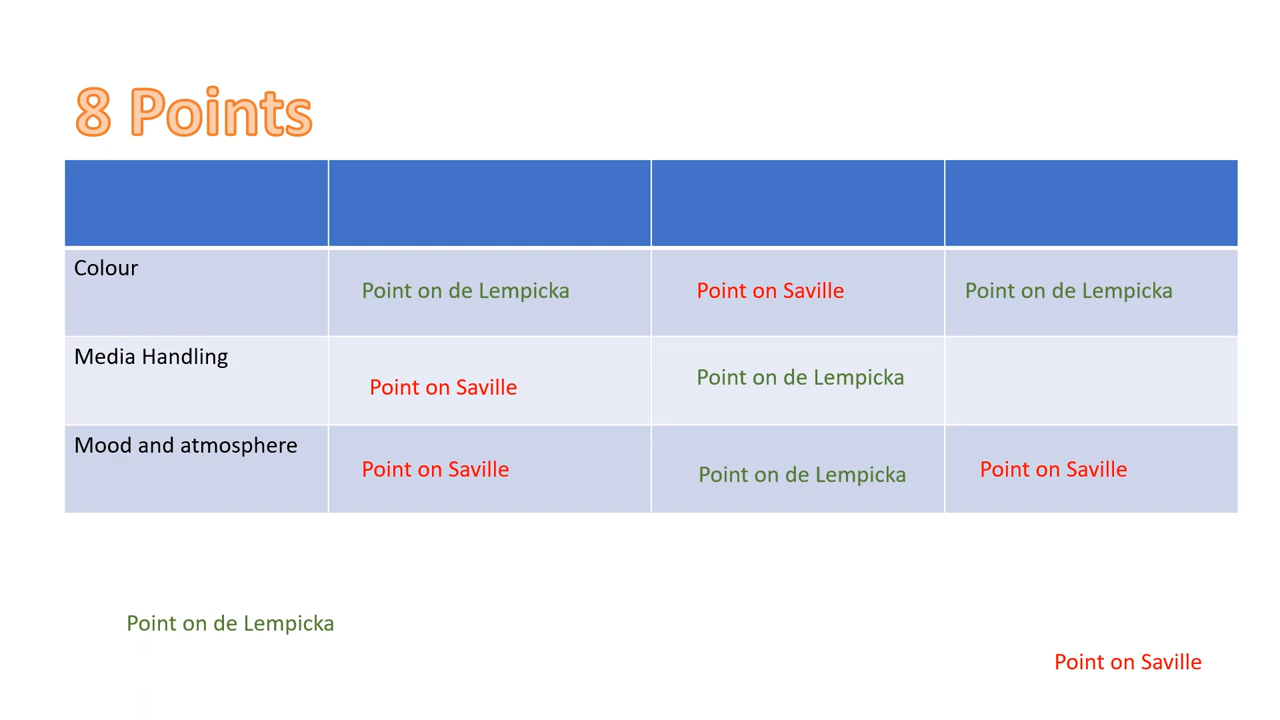 8 Points
Colour
Point on de Lempicka
Point on Saville
Point on de Lempicka
Media Handling
Point on Saville
Point on de Lempicka
Mood and atmosphere
Point on Saville
Point on de Lempicka
Point on Saville
Point on de Lempicka
Point on Saville